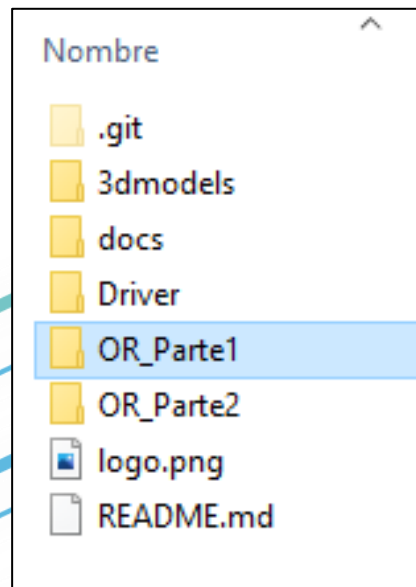 Nombre
.git
3dmodels
docs
Driver
OR_Parte1
OR_Parte2
logo.png
README.md